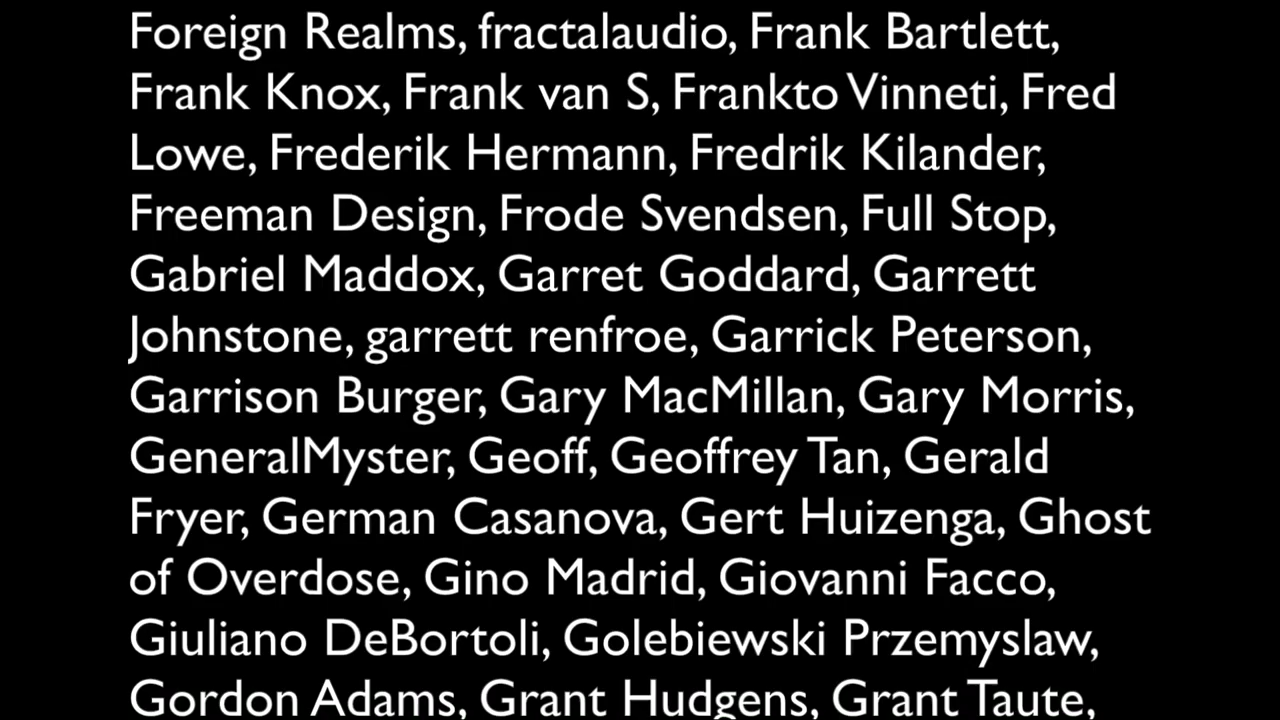 Foreign Realms, fractalaudio, Frank Bartlett,
Frank Knox, Frank van S, Frankto Vinneti, Fred
Lowe, Frederik Hermann, Fredrik Kilander,
Freeman Design, Frode Svendsen, Full Stop,
Gabriel Maddox, Garret Goddard, Garrett
Johnstone, garrett renfroe, Garrick Peterson,
Garrison Burger, Gary MacMillan, Gary Morris,
GeneralMyster, Geoff, Geoffrey Tan, Gerald
Fryer, German Casanova, Gert Huizenga, Ghost
of Overdose, Gino Madrid, Giovanni Facco,
Giuliano DeBortoli, Golebiewski Przemyslaw,
Gordon Adams, Grant Hudgens, Grant Taute,